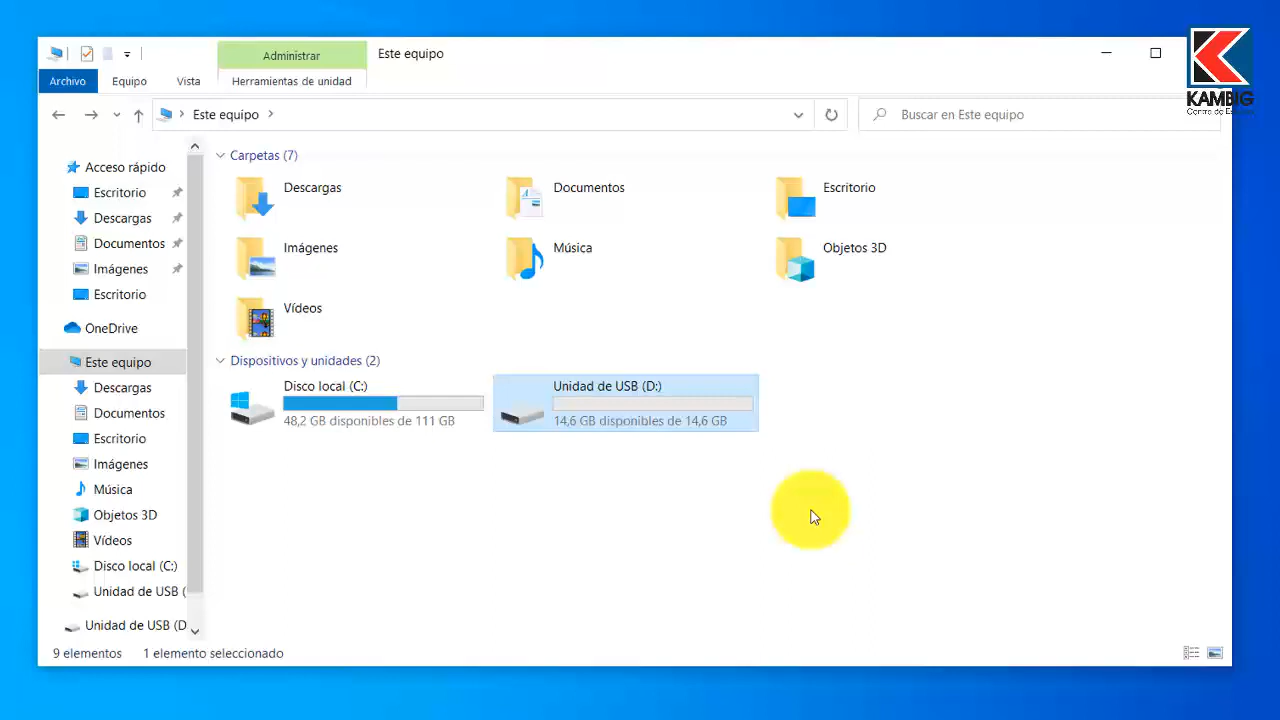 Administrar
Este equipo
Archivo
Equipo
Vista
Herramientas de unidad
KAMBIG
Este equipo
Buscar en Este equipo
Acceso rápido
Escritorio
Descargas
Documentos
Imágenes
Escritorio
OneDrive
Este equipo
Descargas
Documentos
Escritorio
Imágenes
Música
Objetos 3D
Vídeos
Disco local (C:)
Unidad de USB (
Unidad de USB (D
Carpetas (7)
Descargas
Documentos
Escritorio
Imágenes
Música
Objetos 3D
Vídeos
Dispositivos y unidades (2)
Disco local (C:)
48,2 GB disponibles de 111 GB
Unidad de USB (D:)
14,6 GB disponibles de 14,6 GB
9 elementos
1 elemento seleccionado